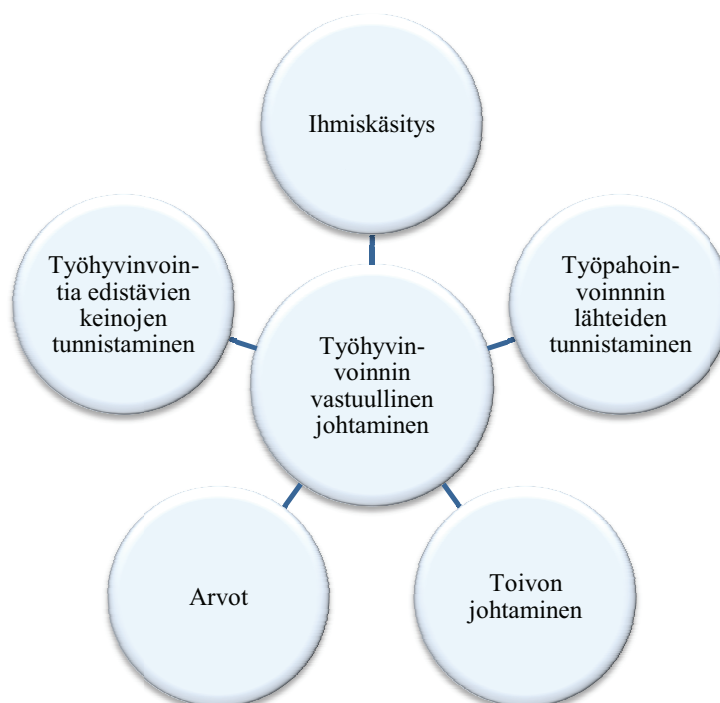 Ihmiskäsitys
Työhyvinvoin-
tia edistävien
keinojen
tunnistaminen
Työpahoin-
voinnnin
lähteiden
tunnistaminen
Työhyvin-
voinnin
vastuullinen
johtaminen
Arvot
Toivon
johtaminen